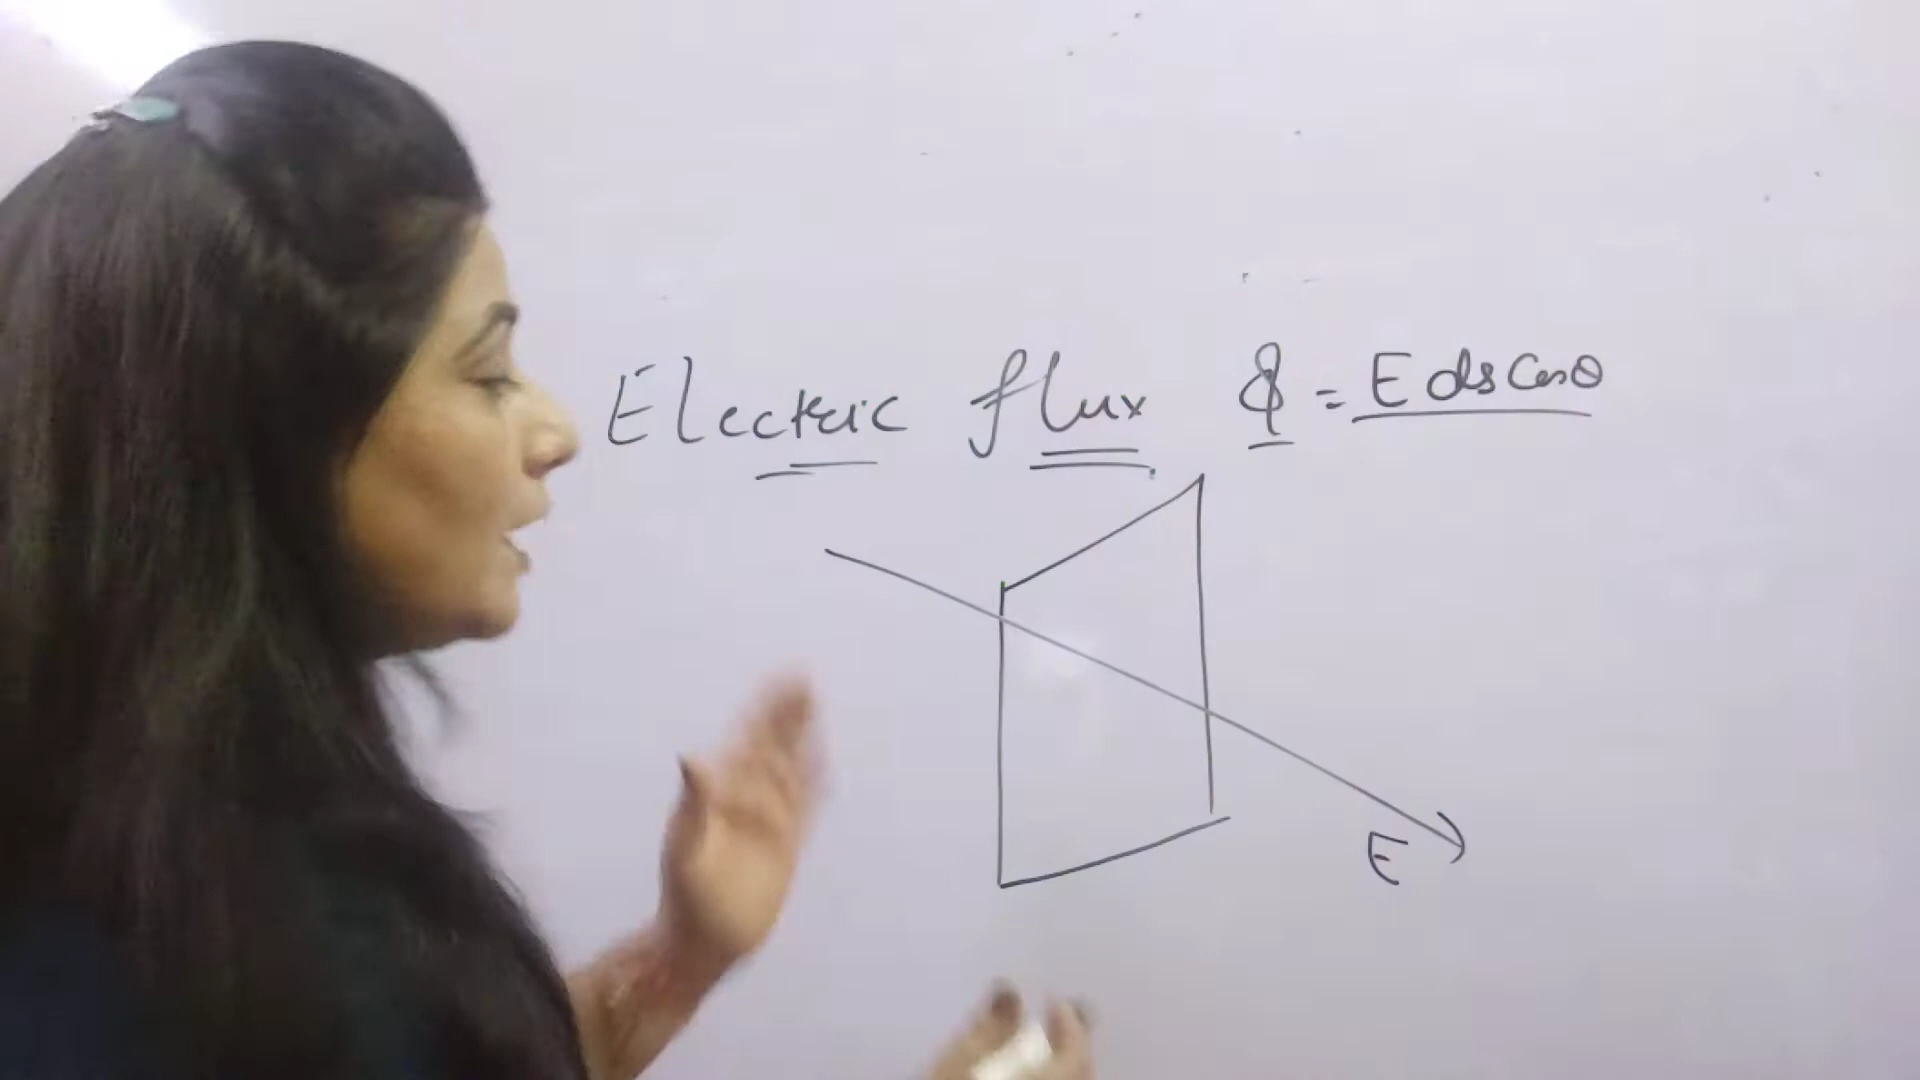 Electric flux ϕ = E ds Cosθ
E